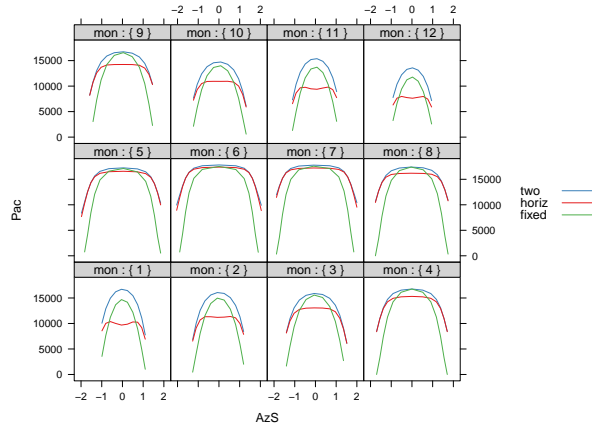 −2 −1 0 1 2 −2 −1 0 1 2
mon : { 9 } mon : { 10 } mon : { 11 } mon : { 12 }
15000
10000
5000
0
mon : { 5 } mon : { 6 } mon : { 7 } mon : { 8 }
15000
10000
5000
0
mon : { 1 } mon : { 2 } mon : { 3 } mon : { 4 }
15000
10000
5000
0
−2 −1 0 1 2 −2 −1 0 1 2
Pac
AzS
two
horiz
fixed